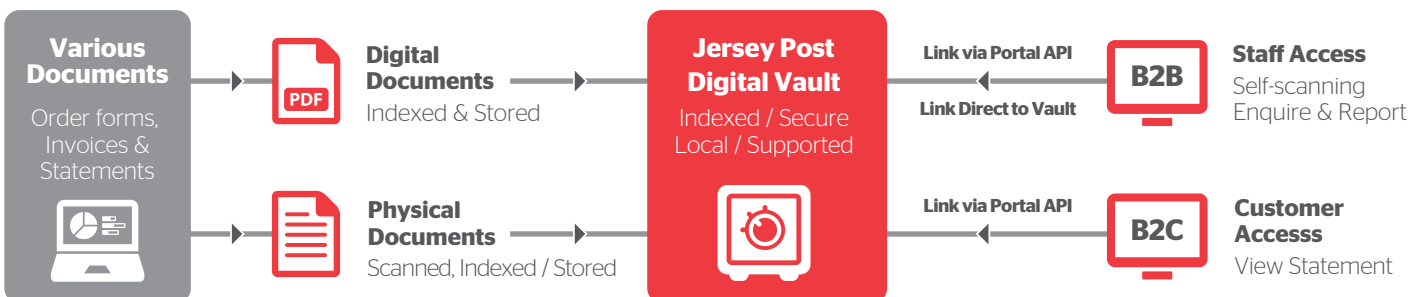 Various
Documents
Order forms,
Invoices &
Statements
PDF
Digital
Documents
Indexed & Stored
Physical
Documents
Scanned, Indexed / Stored
Jersey Post
Digital Vault
Indexed / Secure
Local / Supported
Link via Portal API
Link Direct to Vault
B2B
Staff Access
Self-scanning
Enquire & Report
Link via Portal API
B2C
Customer
Accesss
View Statement